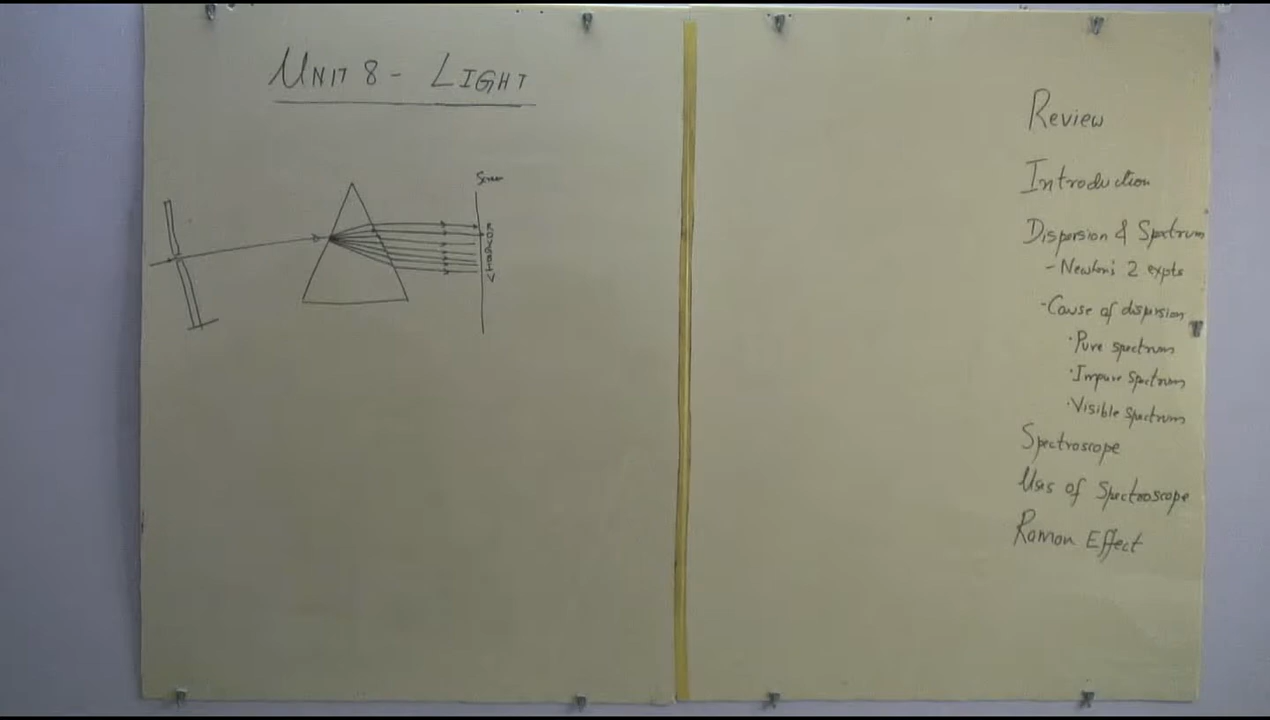 UNIT 8 - LIGHT
Screen
ROYGBIV
Review
Introduction
Dispersion & Spectrum
- Newton's 2 expts
- Cause of dispersion
· Pure spectrum
· Impure spectrum
· Visible spectrum
Spectroscope
Uses of Spectroscope
Raman Effect